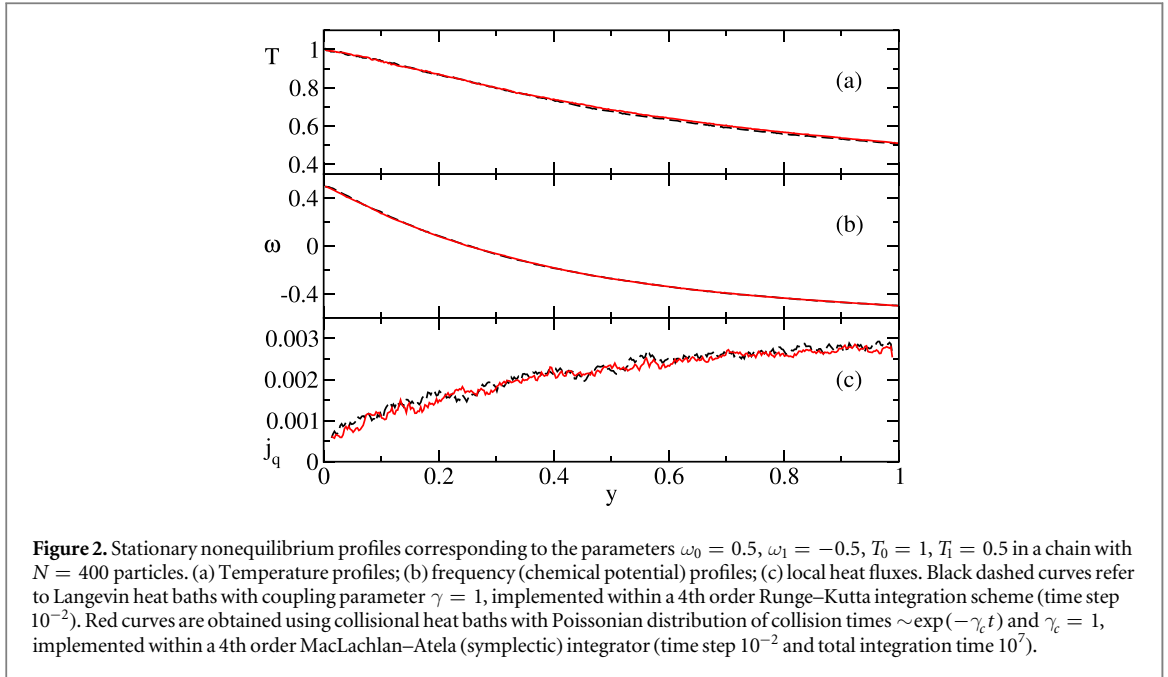 T
1
0.8
0.6
0.4
(a)
0.4
ω
0
-0.4
(b)
0.003
0.002
0.001
j_q
0
(c)
0 0.2 0.4 0.6 0.8 1
y
Figure 2. Stationary nonequilibrium profiles corresponding to the parameters ω₀ = 0.5, ω₁ = −0.5, T₀ = 1, T₁ = 0.5 in a chain with
N = 400 particles. (a) Temperature profiles; (b) frequency (chemical potential) profiles; (c) local heat fluxes. Black dashed curves refer
to Langevin heat baths with coupling parameter γ = 1, implemented within a 4th order Runge–Kutta integration scheme (time step
10⁻²). Red curves are obtained using collisional heat baths with Poissonian distribution of collision times ∼exp(−γ_c t) and γ_c = 1,
implemented within a 4th order MacLachlan–Atela (symplectic) integrator (time step 10⁻² and total integration time 10⁷).